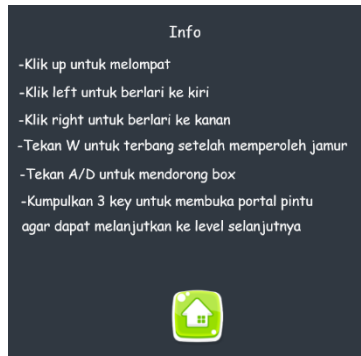 Info
-Klik up untuk melompat
-Klik left untuk berlari ke kiri
-Klik right untuk berlari ke kanan
-Tekan W untuk terbang setelah memperoleh jamur
-Tekan A/D untuk mendorong box
-Kumpulkan 3 key untuk membuka portal pintu
agar dapat melanjutkan ke level selanjutnya